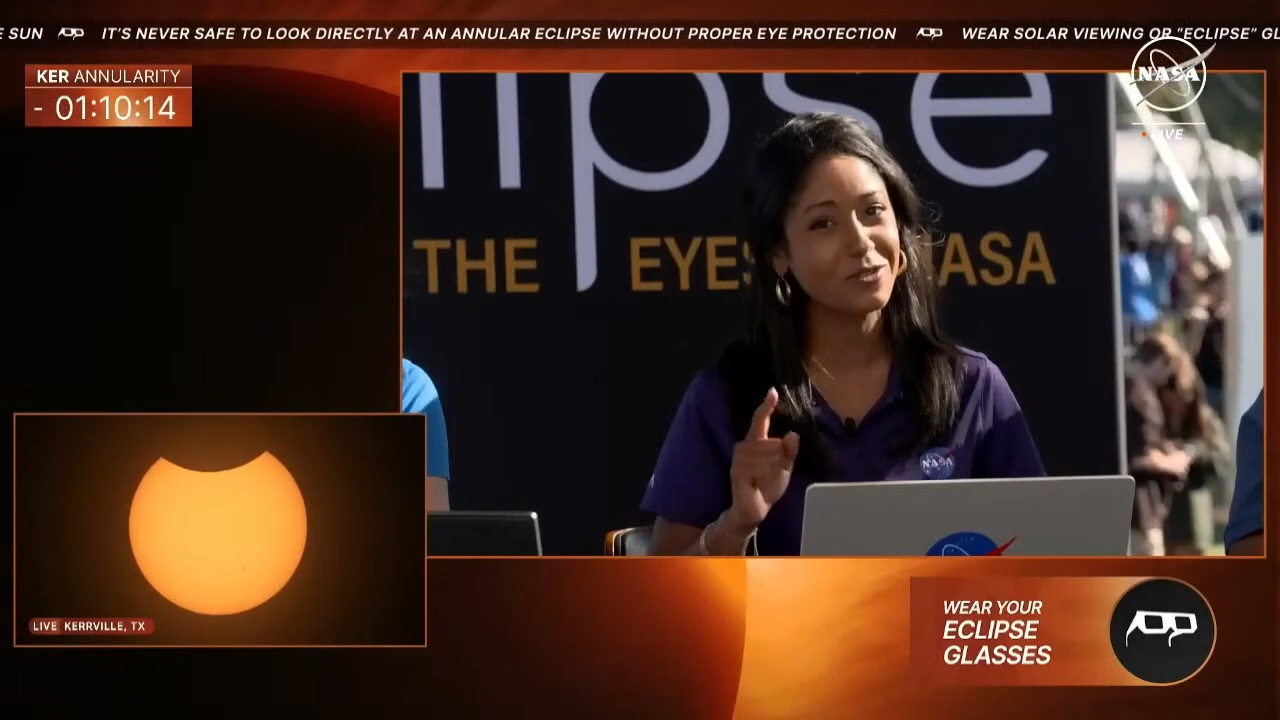 E SUN IT'S NEVER SAFE TO LOOK DIRECTLY AT AN ANNULAR ECLIPSE WITHOUT PROPER EYE PROTECTION WEAR SOLAR VIEWING OR "ECLIPSE" GL
KER ANNULARITY
- 01:10:14
NASA
LIVE
lipse
THE EYES NASA
NASA
LIVE KERRVILLE, TX
WEAR YOUR
ECLIPSE
GLASSES